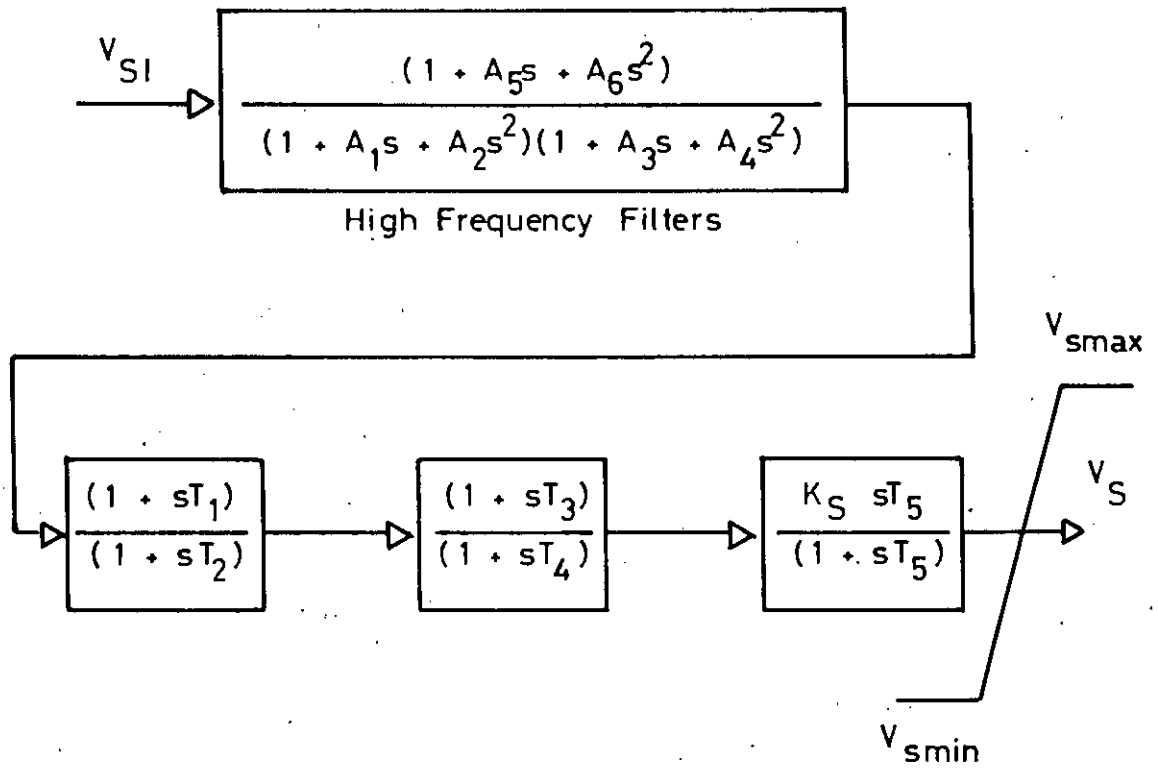 V_SI
(1 + A_5s + A_6s^2)
(1 + A_1s + A_2s^2)(1 + A_3s + A_4s^2)
High Frequency Filters
V_smax
(1 + sT_1)
(1 + sT_2)
(1 + sT_3)
(1 + sT_4)
K_S sT_5
(1 + sT_5)
V_S
V_smin